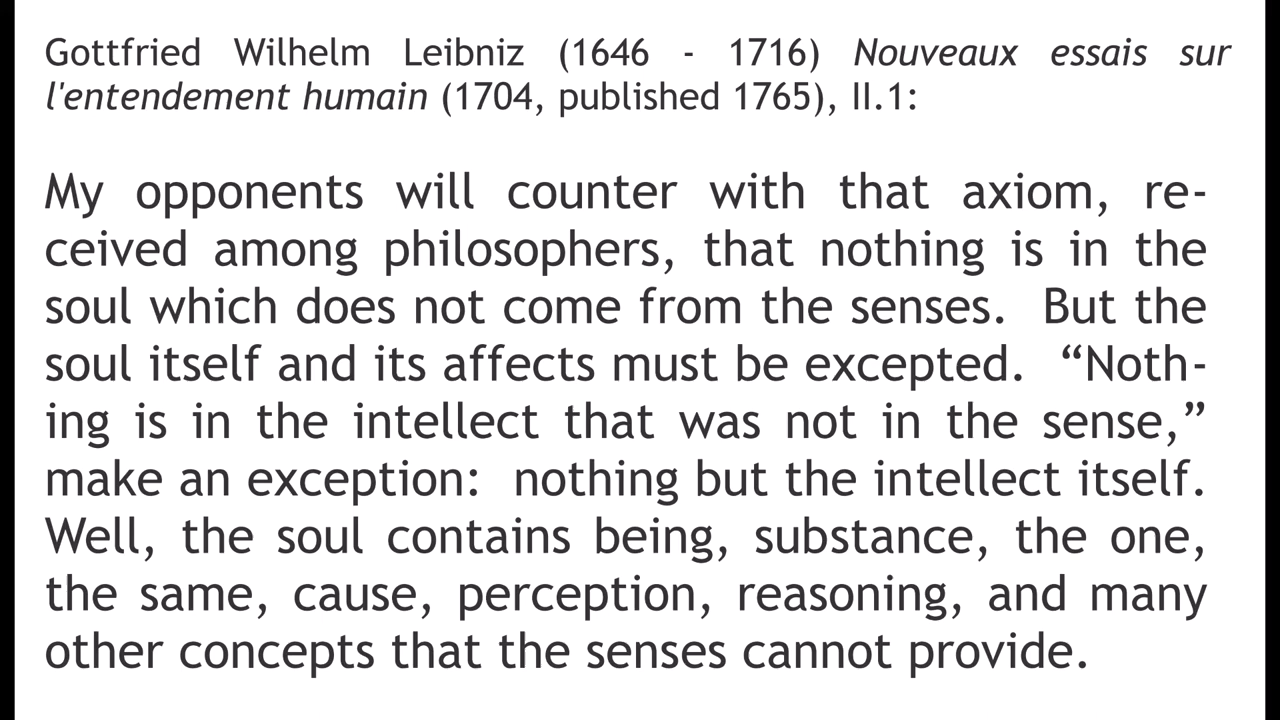 Gottfried Wilhelm Leibniz (1646 - 1716) Nouveaux essais sur
l'entendement humain (1704, published 1765), II.1:
My opponents will counter with that axiom, re-
ceived among philosophers, that nothing is in the
soul which does not come from the senses.  But the
soul itself and its affects must be excepted.  “Noth-
ing is in the intellect that was not in the sense,”
make an exception:  nothing but the intellect itself.
Well, the soul contains being, substance, the one,
the same, cause, perception, reasoning, and many
other concepts that the senses cannot provide.